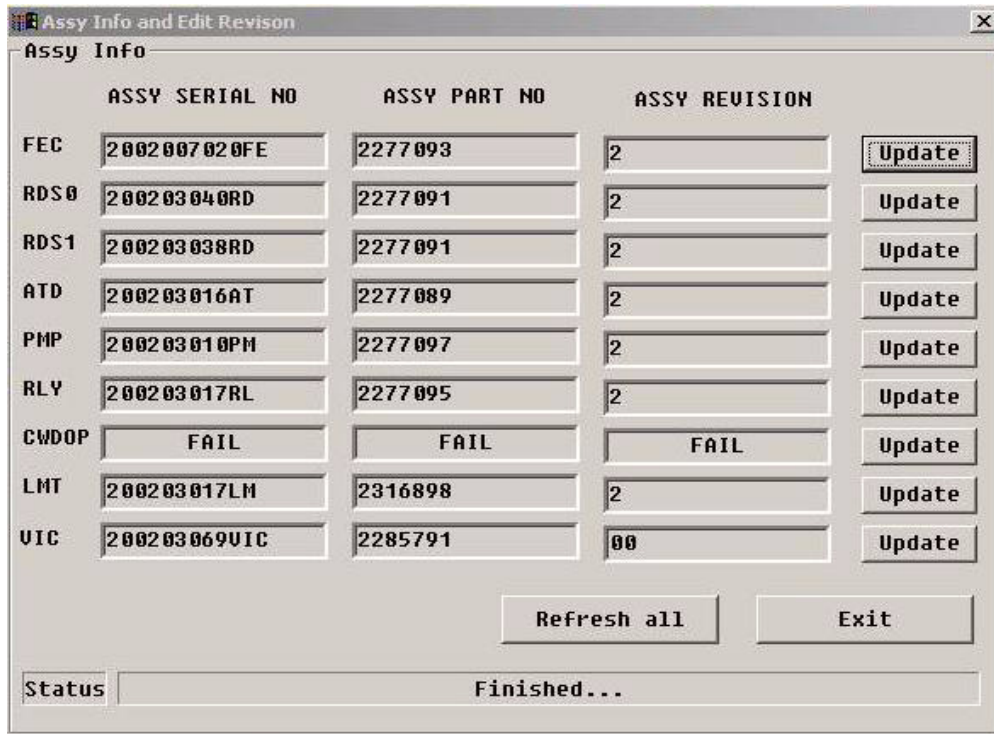 Assy Info and Edit Revison
Assy Info
ASSY SERIAL NO ASSY PART NO ASSY REVISION
FEC 2002007020FE 2277093 2 Update
RDS0 200203040RD 2277091 2 Update
RDS1 200203038RD 2277091 2 Update
ATD 200203016AT 2277089 2 Update
PMP 200203010PM 2277097 2 Update
RLY 200203017RL 2277095 2 Update
CWDOP FAIL FAIL FAIL Update
LMT 200203017LM 2316898 2 Update
VIC 200203069VIC 2285791 00 Update
Refresh all Exit
Status Finished...